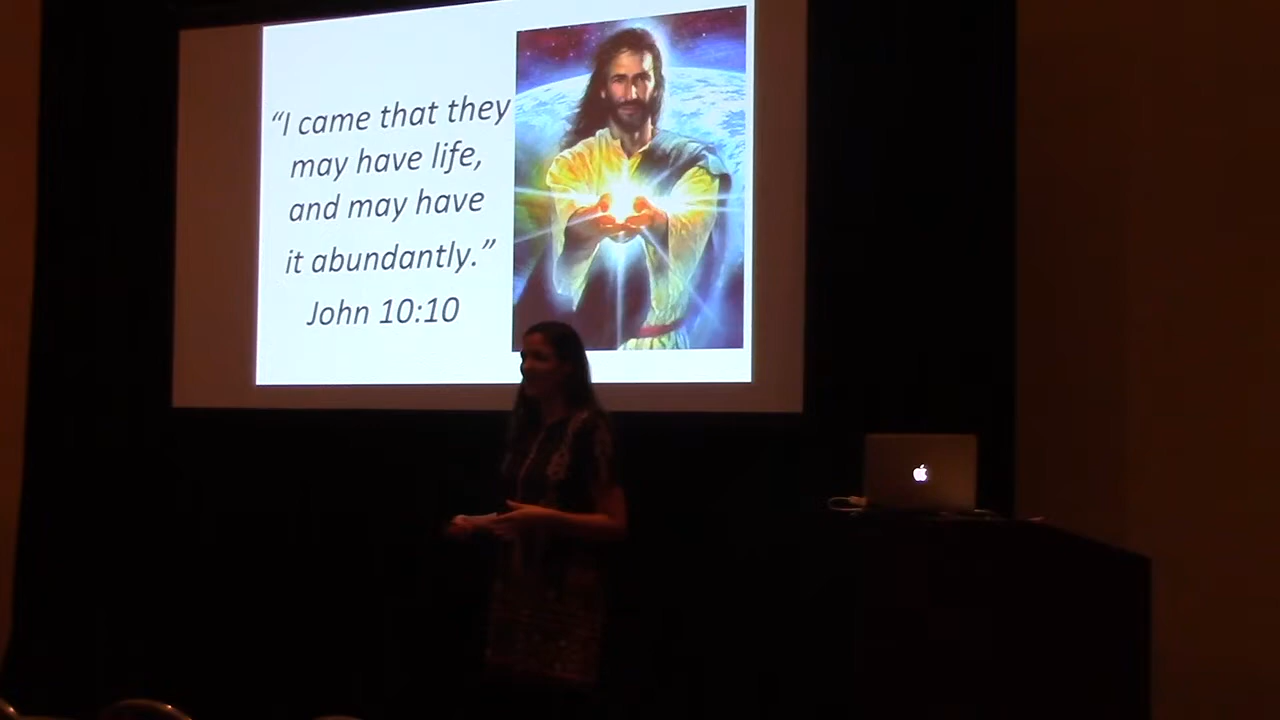 “I came that they
may have life,
and may have
it abundantly.”
John 10:10